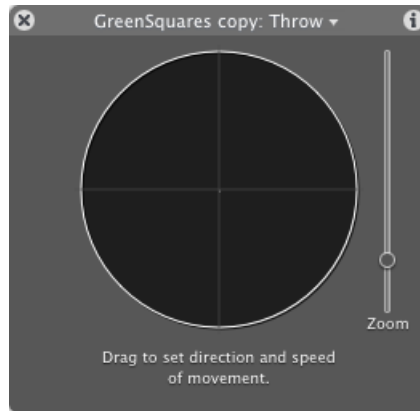 GreenSquares copy: Throw
Zoom
Drag to set direction and speed
of movement.